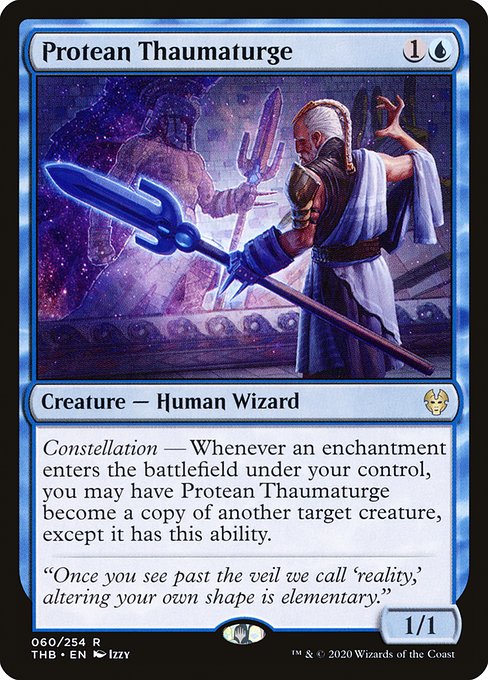 Protean Thaumaturge 1
Creature — Human Wizard
Constellation — Whenever an enchantment
enters the battlefield under your control,
you may have Protean Thaumaturge
become a copy of another target creature,
except it has this ability.
“Once you see past the veil we call ‘reality,’
altering your own shape is elementary.”
1/1
060/254 R
THB • EN Izzy
™ & © 2020 Wizards of the Coast